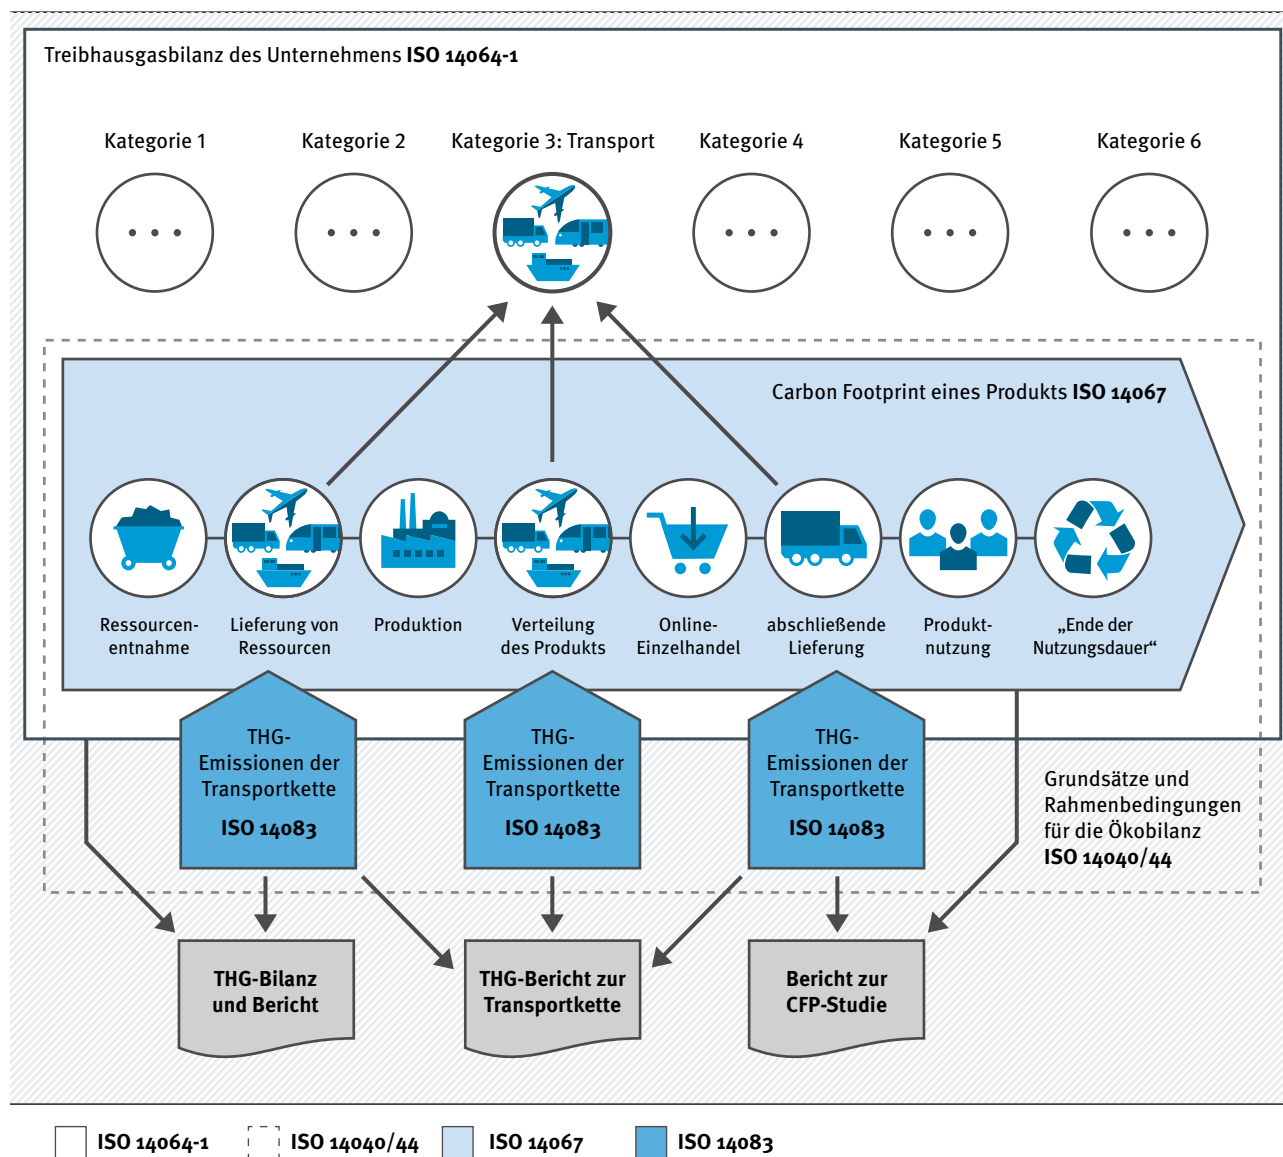 Treibhausgasbilanz des Unternehmens ISO 14064-1
Kategorie 1
Kategorie 2
Kategorie 3: Transport
Kategorie 4
Kategorie 5
Kategorie 6
Carbon Footprint eines Produkts ISO 14067
Ressourcen-
entnahme
Lieferung von
Ressourcen
Produktion
Verteilung
des Produkts
Online-
Einzelhandel
abschließende
Lieferung
Produkt-
nutzung
„Ende der
Nutzungsdauer“
THG-
Emissionen der
Transportkette
ISO 14083
THG-
Emissionen der
Transportkette
ISO 14083
THG-
Emissionen der
Transportkette
ISO 14083
Grundsätze und
Rahmenbedingungen
für die Ökobilanz
ISO 14040/44
THG-Bilanz
und Bericht
THG-Bericht zur
Transportkette
Bericht zur
CFP-Studie
ISO 14064-1
ISO 14040/44
ISO 14067
ISO 14083